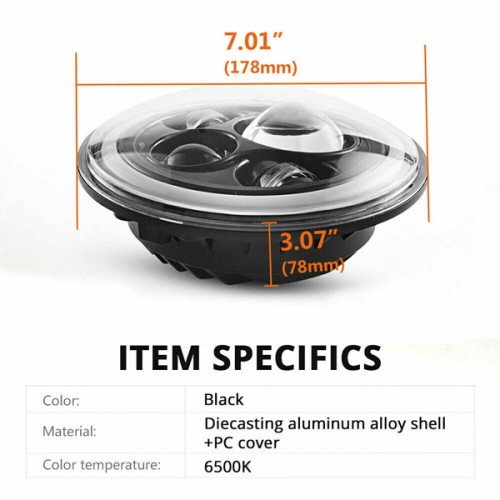 7.01”
(178mm)
3.07”
(78mm)
ITEM SPECIFICS
Color: Black
Material: Diecasting aluminum alloy shell
+PC cover
Color temperature: 6500K